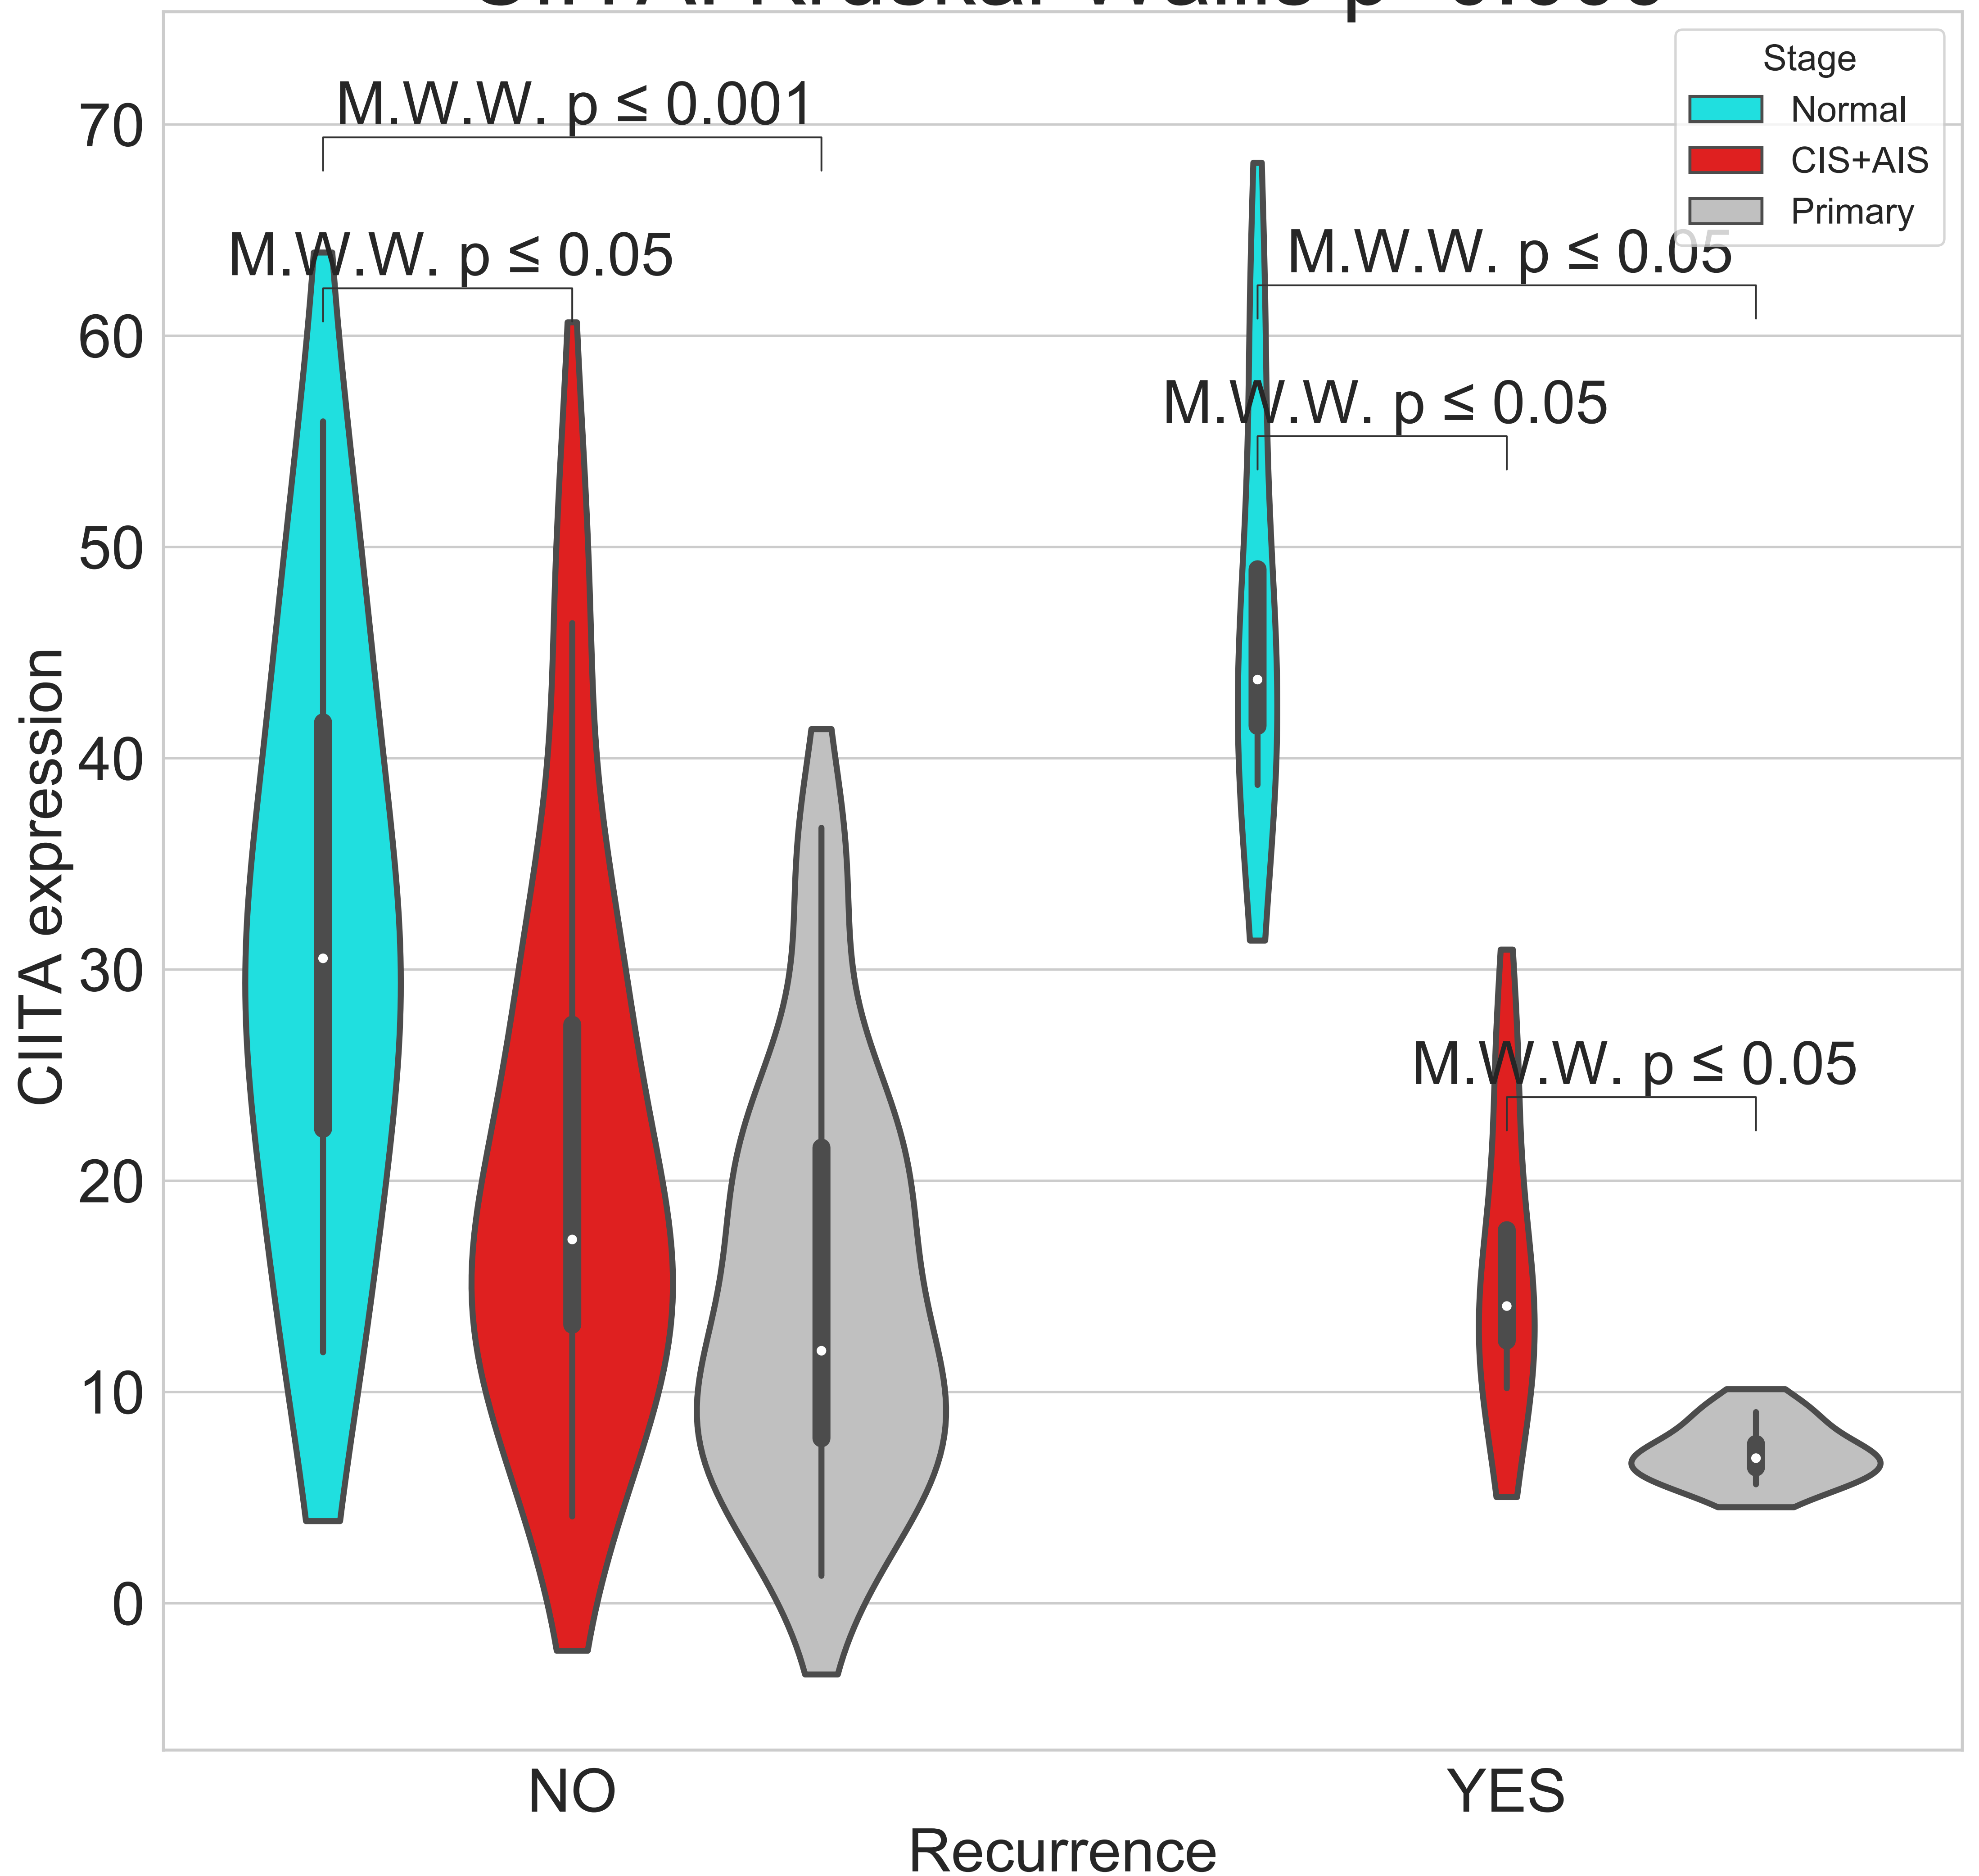 Stage
Normal
CIS+AIS
Primary
M.W.W. p ≤ 0.001
M.W.W. p ≤ 0.05
M.W.W. p ≤ 0.05
M.W.W. p ≤ 0.05
M.W.W. p ≤ 0.05
70
60
50
40
30
20
10
0
CIITA expression
NO
YES
Recurrence